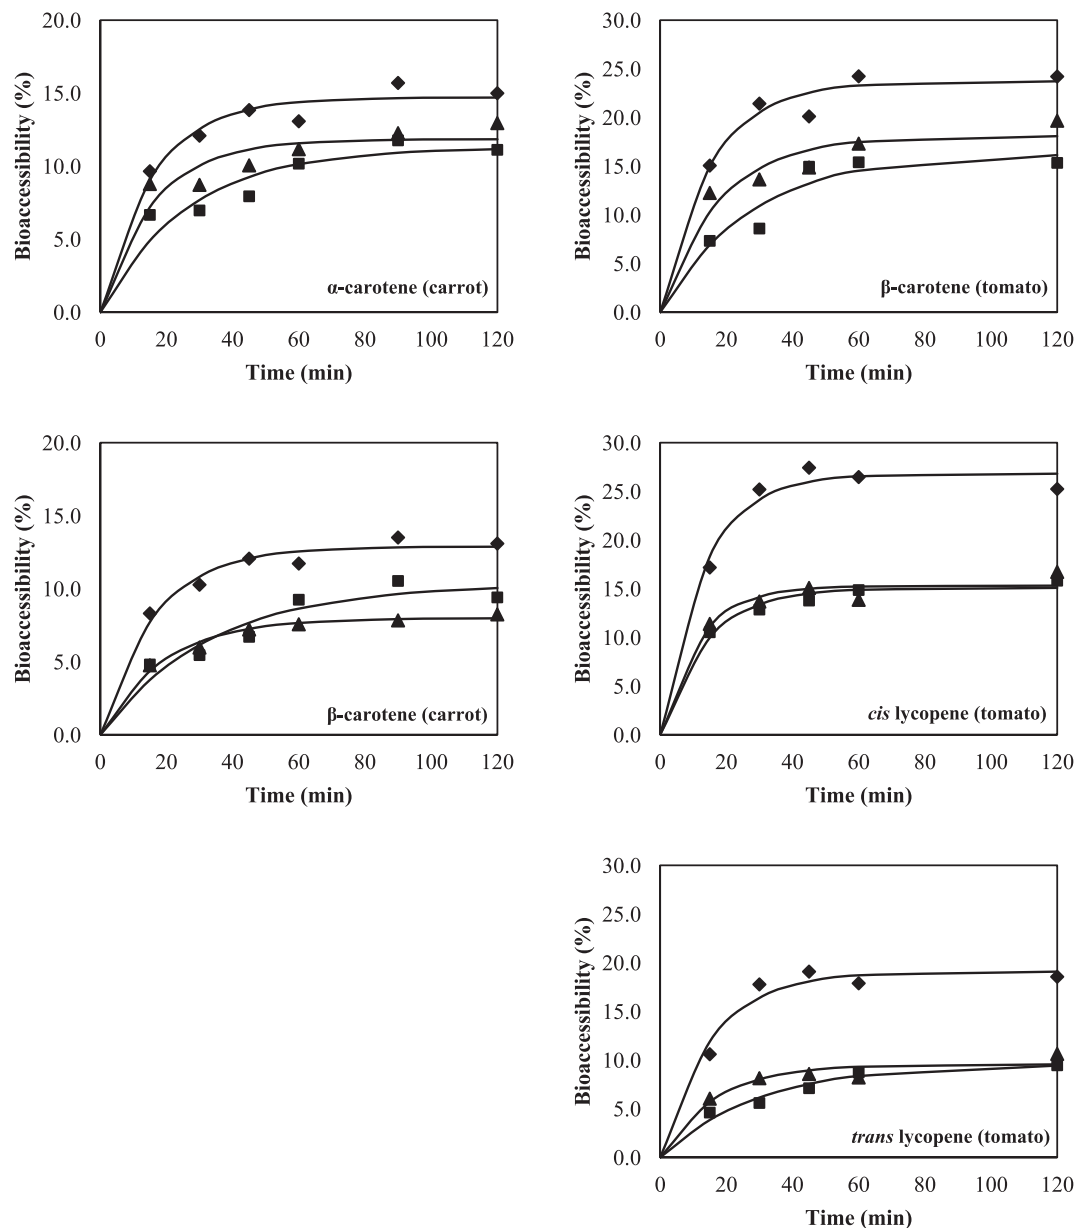 20.0
15.0
10.0
5.0
0.0
Bioaccessibility (%)
α-carotene (carrot)
0 20 40 60 80 100 120
Time (min)
30.0
25.0
20.0
15.0
10.0
5.0
0.0
Bioaccessibility (%)
β-carotene (tomato)
0 20 40 60 80 100 120
Time (min)
20.0
15.0
10.0
5.0
0.0
Bioaccessibility (%)
β-carotene (carrot)
0 20 40 60 80 100 120
Time (min)
30.0
25.0
20.0
15.0
10.0
5.0
0.0
Bioaccessibility (%)
cis lycopene (tomato)
0 20 40 60 80 100 120
Time (min)
30.0
25.0
20.0
15.0
10.0
5.0
0.0
Bioaccessibility (%)
trans lycopene (tomato)
0 20 40 60 80 100 120
Time (min)